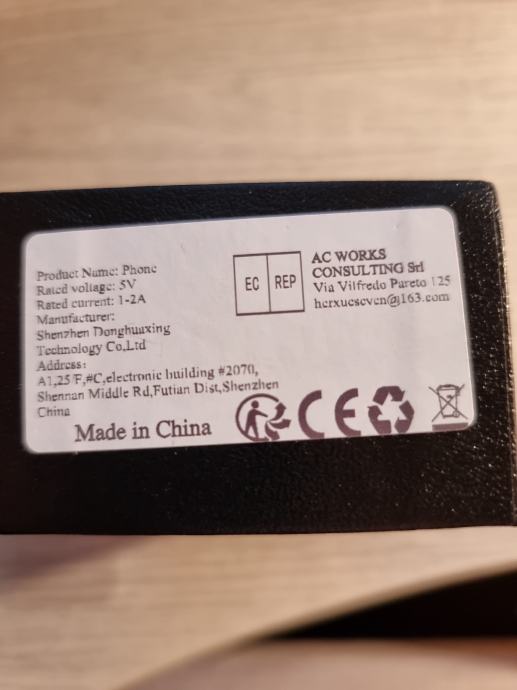 Product Name: Phone
Rated voltage: 5V
Rated current: 1-2A
Manufacturer:
Shenzhen Donghuuxing
Technology Co,Ltd
Address:
A1,25/F,#C,electronic building #2070,
Shennan Middle Rd,Futian Dist,Shenzhen
China
Made in China
EC REP
AC WORKS
CONSULTING Srl
Via Vilfredo Pareto 125
herxueseven@163.com
CE